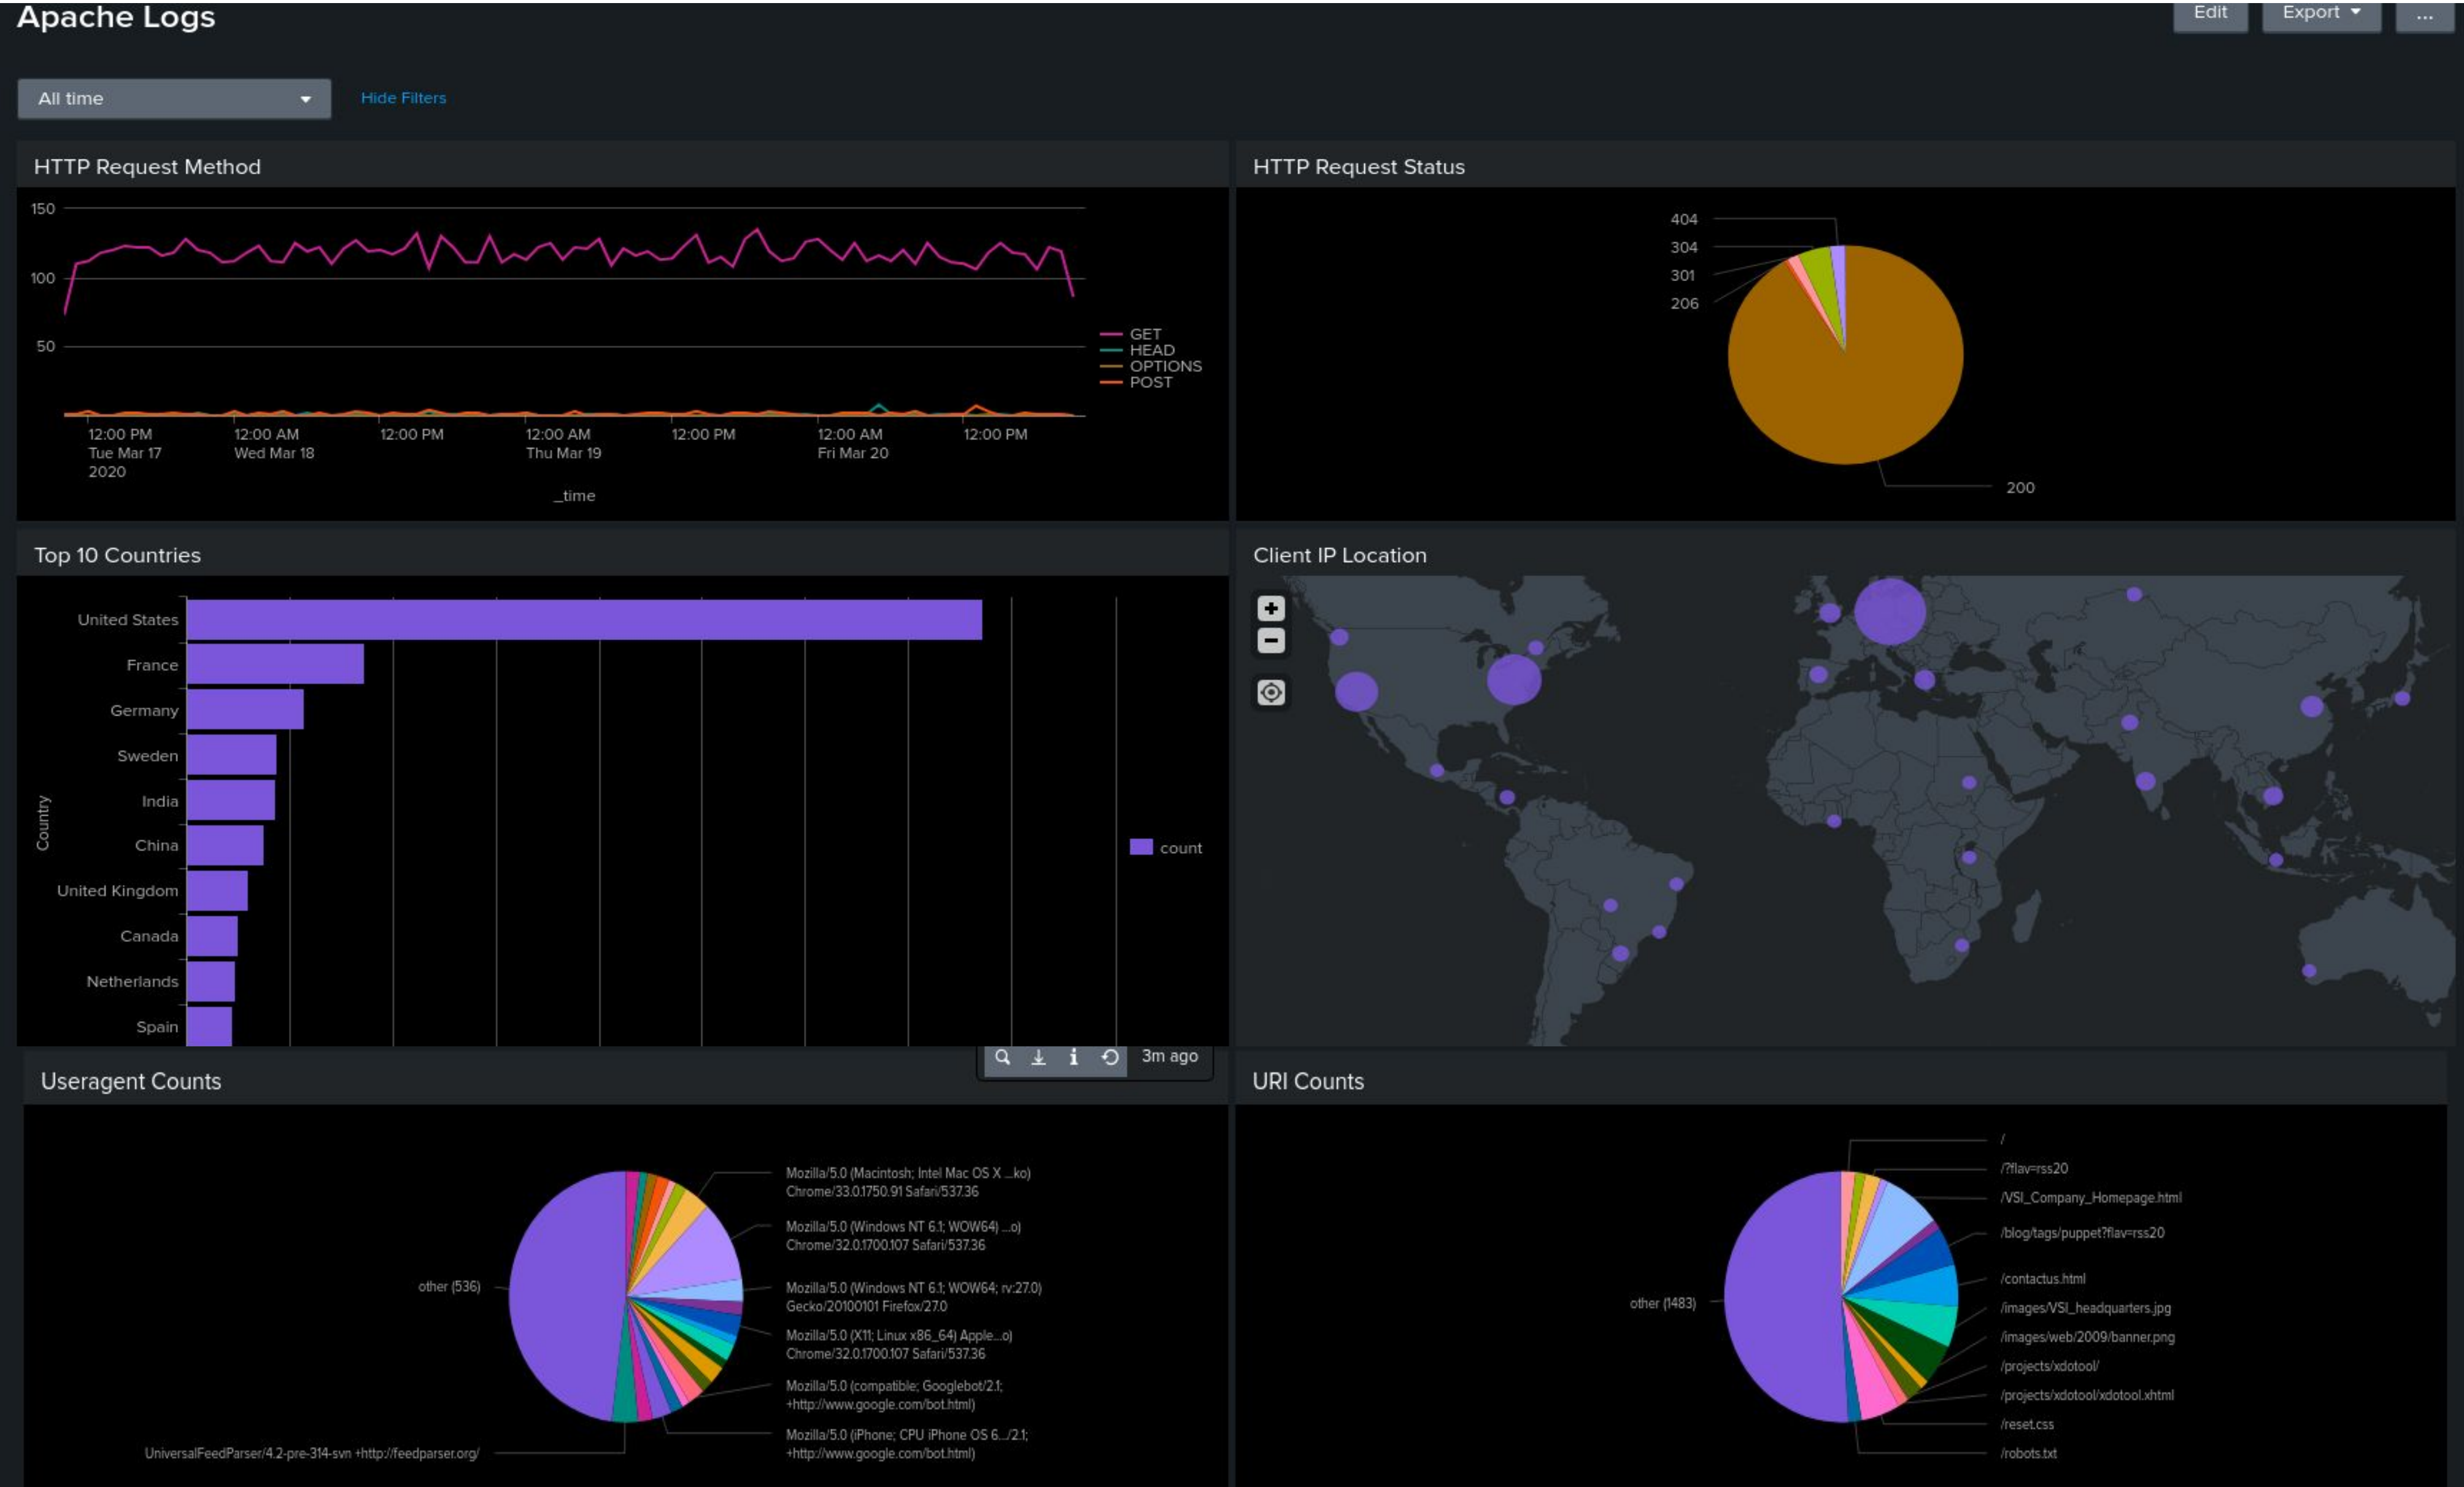 Apache Logs
Edit
Export
...
All time
Hide Filters
HTTP Request Method
150
100
50
GET
HEAD
OPTIONS
POST
12:00 PM
Tue Mar 17
2020
12:00 AM
Wed Mar 18
12:00 PM
12:00 AM
Thu Mar 19
12:00 PM
12:00 AM
Fri Mar 20
12:00 PM
_time
HTTP Request Status
404
304
301
206
200
Top 10 Countries
Country
United States
France
Germany
Sweden
India
China
United Kingdom
Canada
Netherlands
Spain
count
Client IP Location
3m ago
Useragent Counts
Mozilla/5.0 (Macintosh; Intel Mac OS X ...ko)
Chrome/33.0.1750.91 Safari/537.36
Mozilla/5.0 (Windows NT 6.1; WOW64) ...o)
Chrome/32.0.1700.107 Safari/537.36
Mozilla/5.0 (Windows NT 6.1; WOW64; rv:27.0)
Gecko/20100101 Firefox/27.0
Mozilla/5.0 (X11; Linux x86_64) Apple...o)
Chrome/32.0.1700.107 Safari/537.36
Mozilla/5.0 (compatible; Googlebot/2.1;
+http://www.google.com/bot.html)
Mozilla/5.0 (iPhone; CPU iPhone OS 6.../2.1;
+http://www.google.com/bot.html)
other (536)
UniversalFeedParser/4.2-pre-314-svn +http://feedparser.org/
URI Counts
/
/?flav=rss20
/VSI_Company_Homepage.html
/blog/tags/puppet?flav=rss20
/contactus.html
/images/VSI_headquarters.jpg
/images/web/2009/banner.png
/projects/xdotool/
/projects/xdotool/xdotool.xhtml
/reset.css
/robots.txt
other (1483)